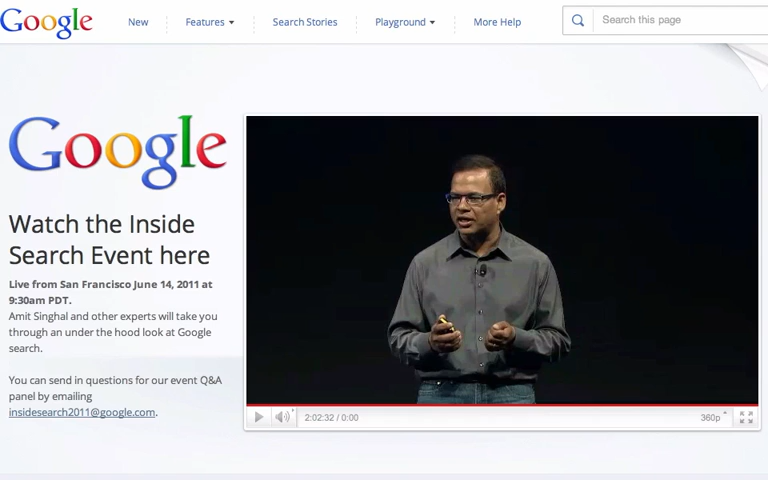 Google
New
Features
Search Stories
Playground
More Help
Search this page
Google
Watch the Inside
Search Event here
Live from San Francisco June 14, 2011 at
9:30am PDT.
Amit Singhal and other experts will take you
through an under the hood look at Google
search.
You can send in questions for our event Q&A
panel by emailing
insidesearch2011@google.com.
2:02:32 / 0:00
360p